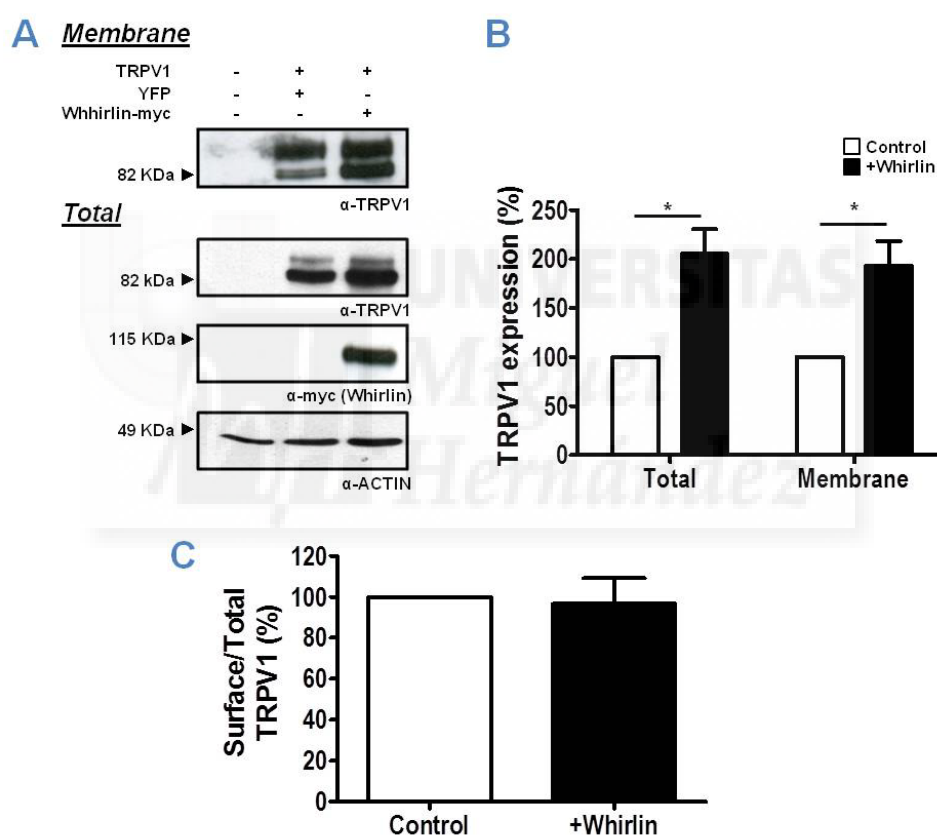 A
Membrane
TRPV1 - + +
YFP - + -
Whhirlin-myc - - +
82 KDa ►
α-TRPV1
Total
82 kDa ►
α-TRPV1
115 KDa ►
α-myc (Whirlin)
49 KDa ►
α-ACTIN
B
Control
+Whirlin
TRPV1 expression (%)
250
200
150
100
50
0
*
*
Total
Membrane
UNIVERSITAS
Miguel
Hernández
C
Surface/Total
TRPV1 (%)
120
100
80
60
40
20
0
Control
+Whirlin